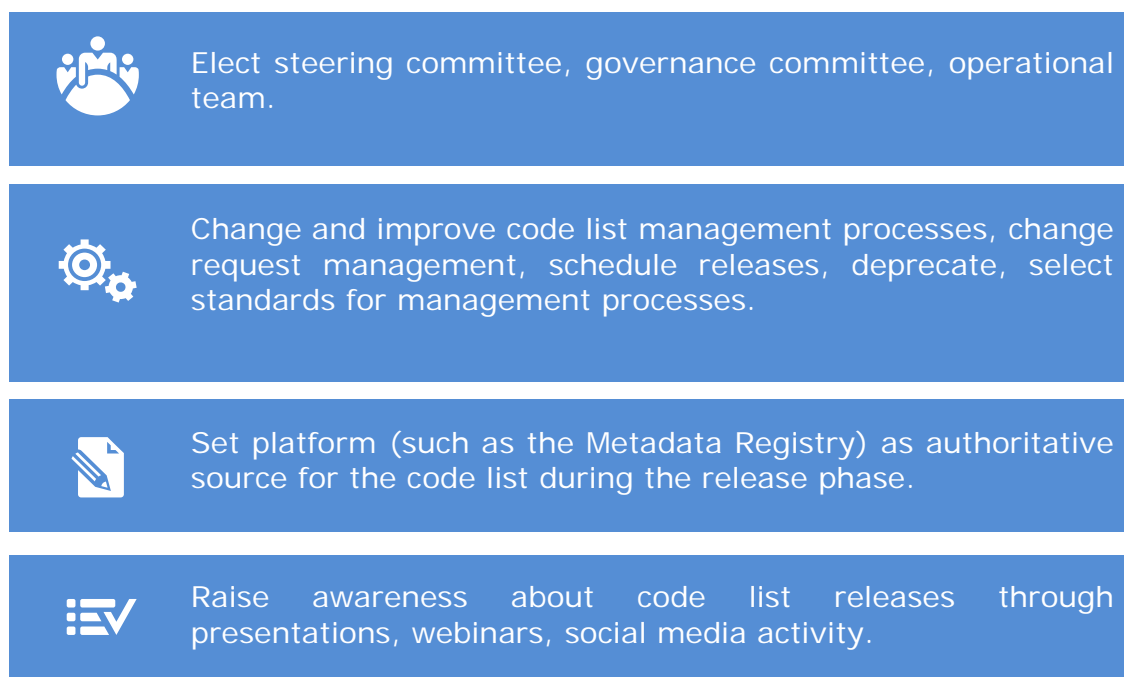 Elect steering committee, governance committee, operational
team.
Change and improve code list management processes, change
request management, schedule releases, deprecate, select
standards for management processes.
Set platform (such as the Metadata Registry) as authoritative
source for the code list during the release phase.
Raise awareness about code list releases through
presentations, webinars, social media activity.